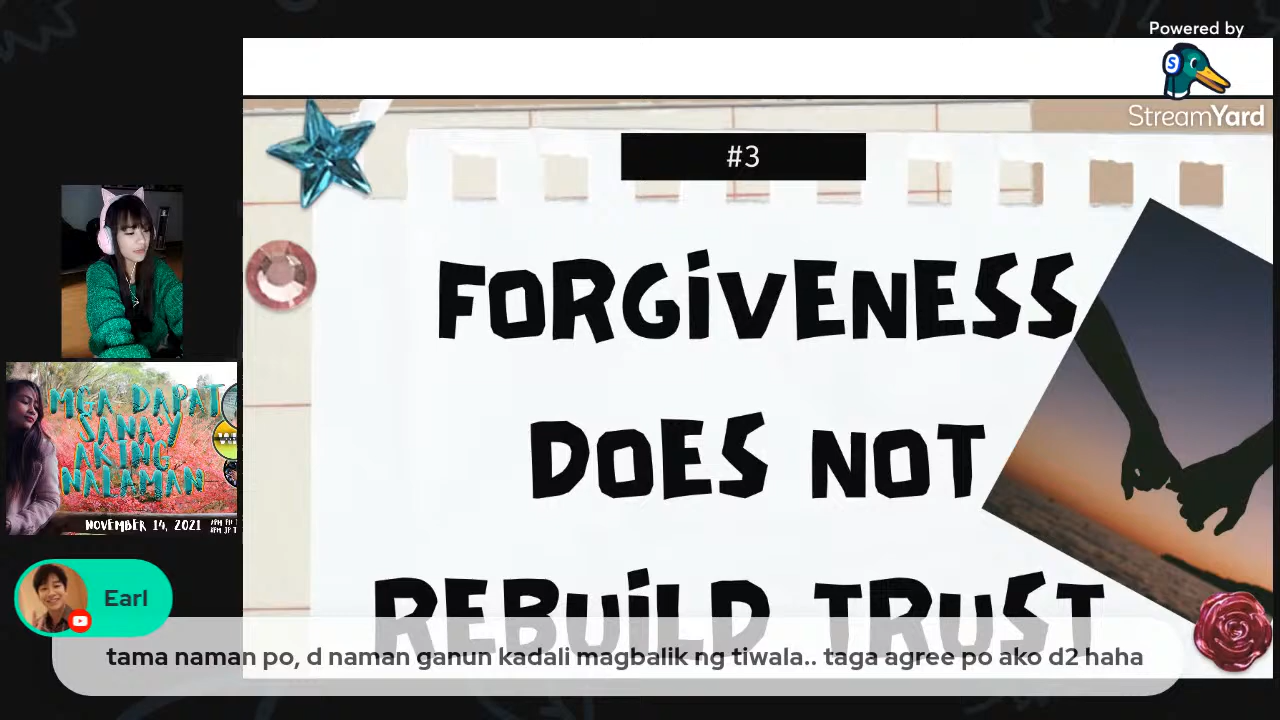 Powered by
StreamYard
#3
FORGiVENESS
DOES NOT
REBUiLD TRUST
MGA DAPAT
SANA'Y
AKING
NALAMAN
NOVEMBER 14, 2021
Earl
tama naman po, d naman ganun kadali magbalik ng tiwala.. taga agree po ako d2 haha